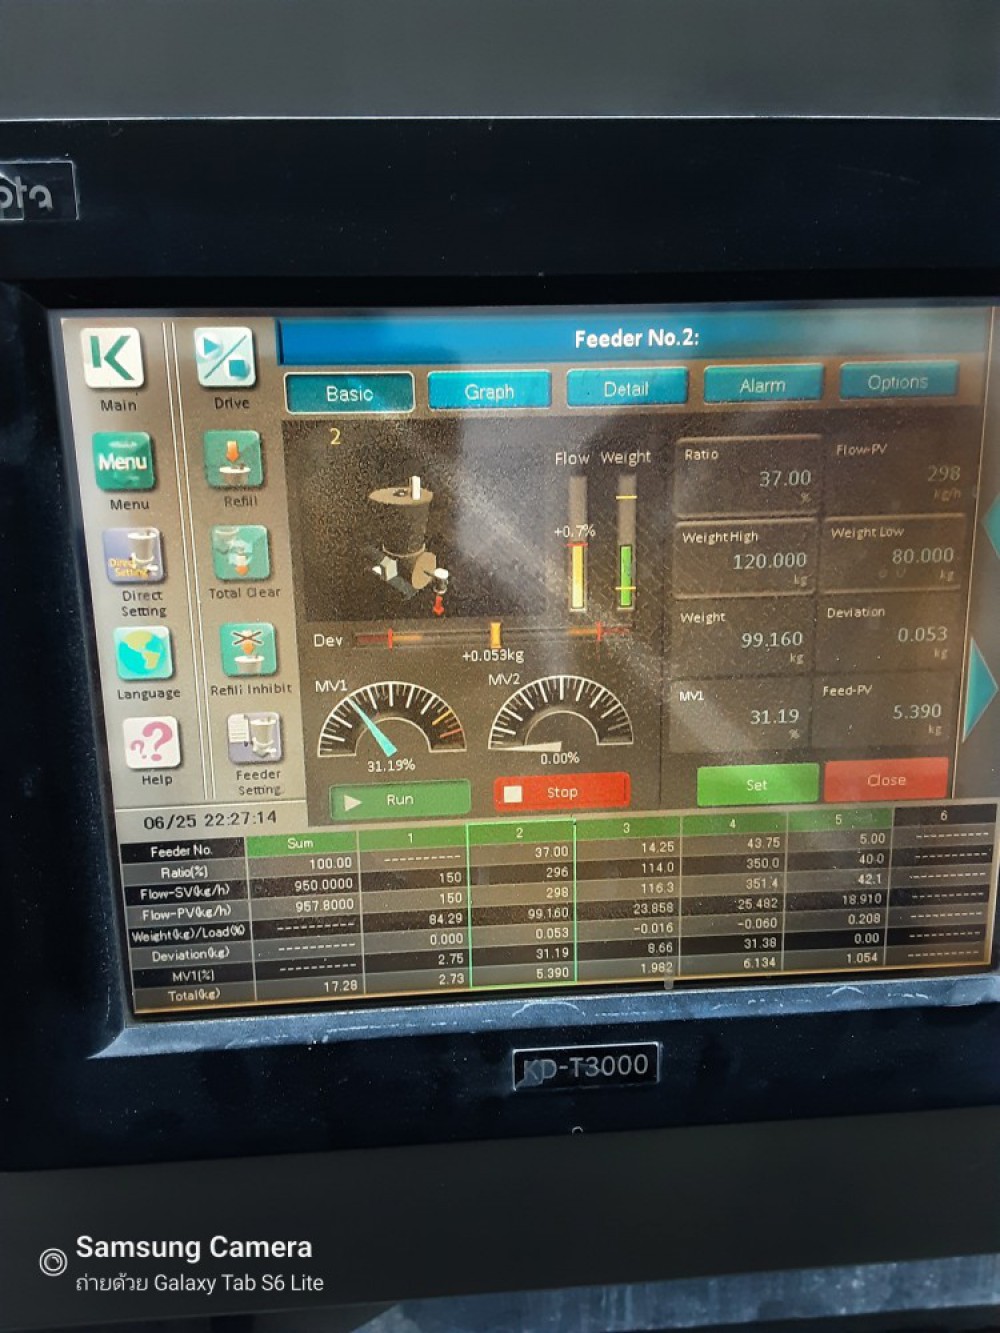 Feeder No.2:
Main
Drive
Basic
Graph
Detail
Alarm
Options
Menu
Menu
Refill
Direct
Setting
Total Clear
Language
Refill Inhibit
Help
Feeder
Setting
2
Flow Weight
+0.7%
Dev
+0.053kg
MV1
31.19%
MV2
0.00%
Run
Stop
Ratio
37.00
%
Flow-PV
298
kg/h
Weight High
120.000
kg
Weight Low
80.000
kg
Weight
99.160
kg
Deviation
0.053
kg
MV1
31.19
%
Feed-PV
5.390
kg
Set
Close
06/25 22:27:14
Feeder No. Sum 1 2 3 4 5 6
Ratio(%) 100.00 ---------- 37.00 14.25 43.75 5.00 ----------
Flow-SV(kg/h) 950.0000 150 296 114.0 350.0 40.0 ----------
Flow-PV(kg/h) 957.8000 150 298 116.3 351.4 42.1 ----------
Weight(kg)/Load(%) ---------- 84.29 99.160 23.858 25.482 18.910 ----------
Deviation(kg) ---------- 0.000 0.053 -0.016 -0.060 0.208 ----------
MV1(%) ---------- 2.75 31.19 8.66 31.38 0.00 ----------
Total(kg) 17.28 2.73 5.390 1.982 6.134 1.054 ----------
KD-T3000
Samsung Camera
ถ่ายด้วย Galaxy Tab S6 Lite